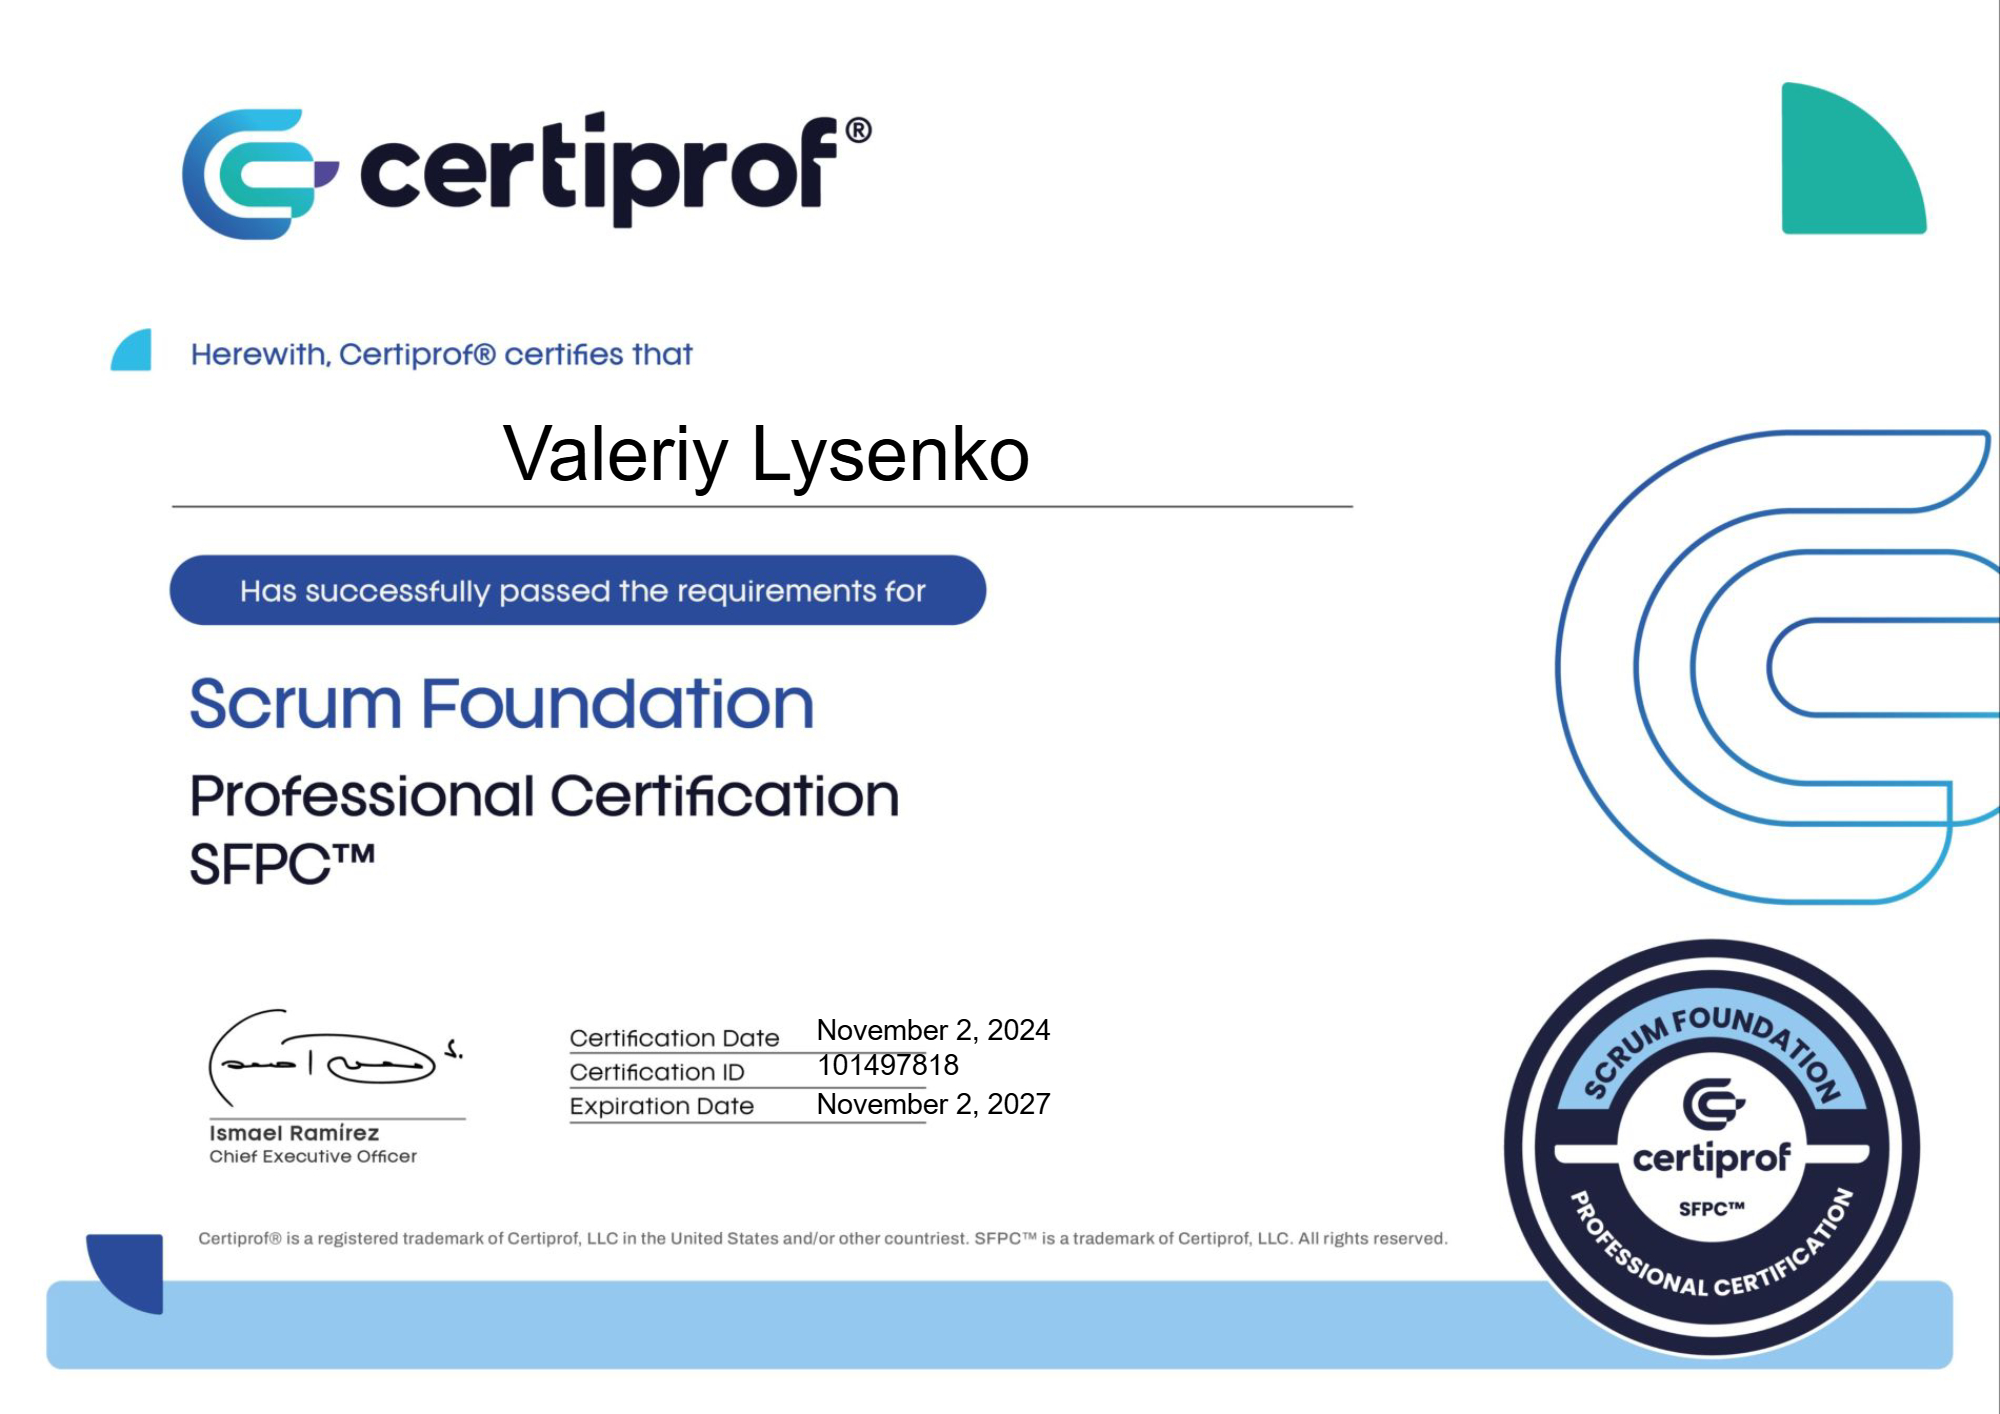 certiprof®
Herewith, Certiprof® certifies that
Valeriy Lysenko
Has successfully passed the requirements for
Scrum Foundation
Professional Certification
SFPC™
Certification Date November 2, 2024
Certification ID 101497818
Expiration Date November 2, 2027
Ismael Ramírez
Chief Executive Officer
SCRUM FOUNDATION
certiprof
SFPC™
PROFESSIONAL CERTIFICATION
Certiprof® is a registered trademark of Certiprof, LLC in the United States and/or other countriest. SFPC™ is a trademark of Certiprof, LLC. All rights reserved.